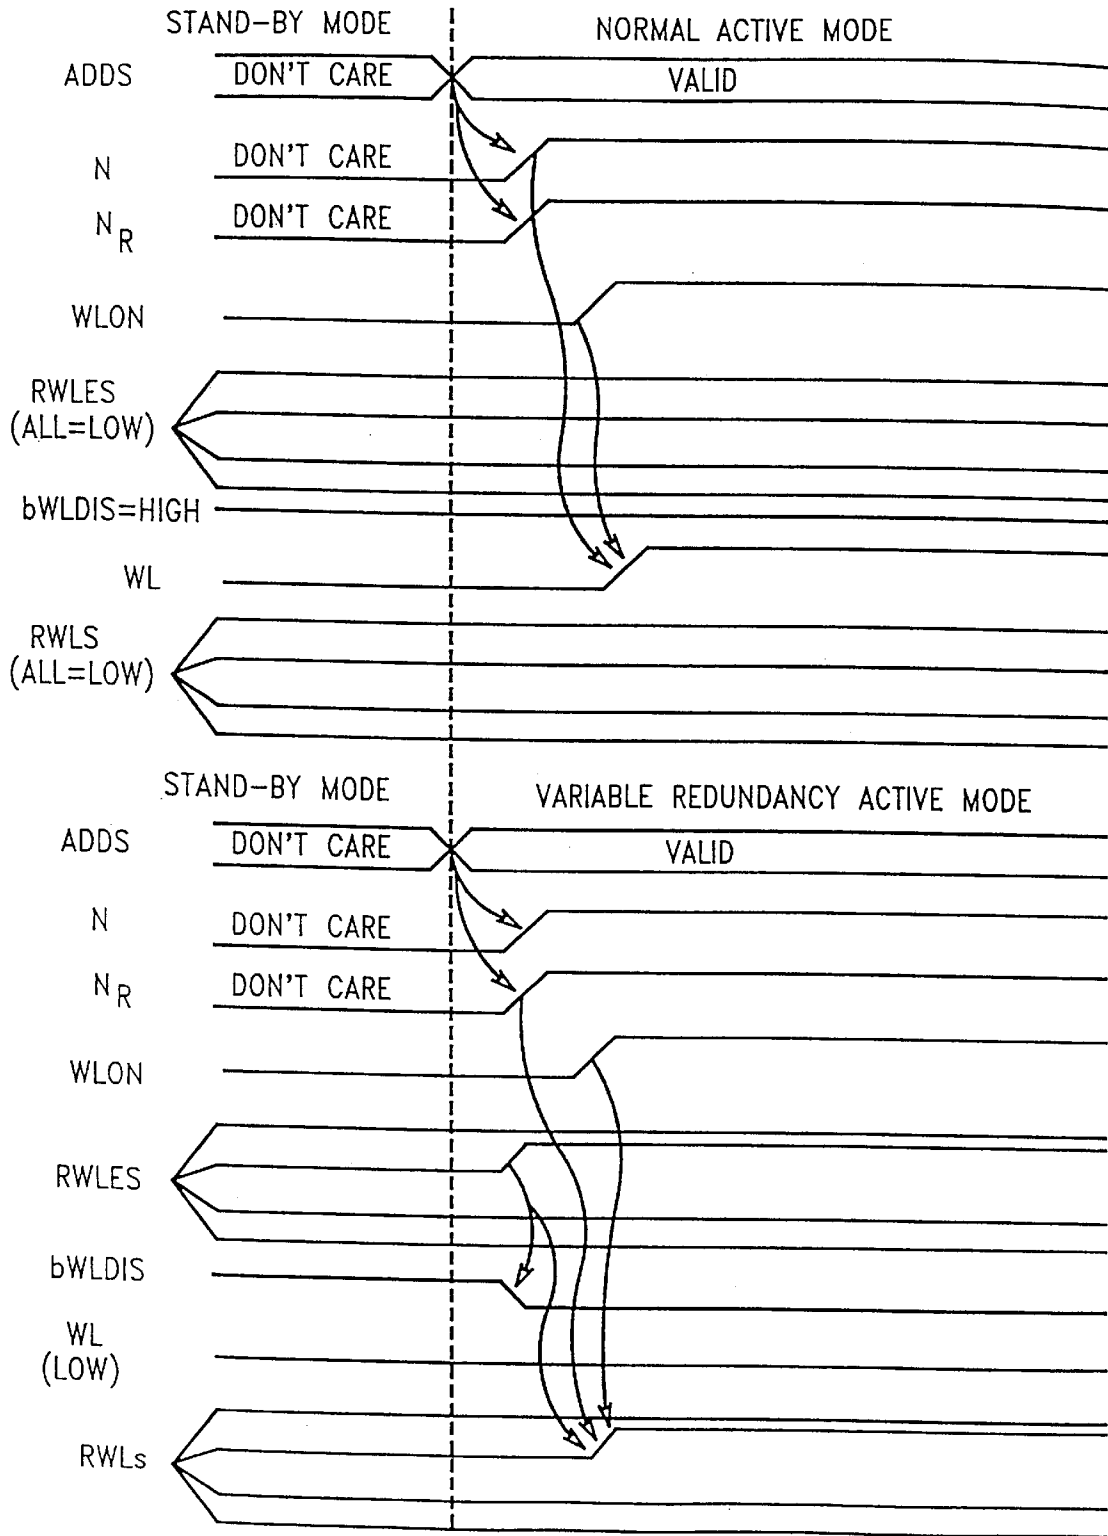 STAND-BY MODE NORMAL ACTIVE MODE
ADDS DON'T CARE VALID
N DON'T CARE
NR DON'T CARE
WLON
RWLES
(ALL=LOW)
bWLDIS=HIGH
WL
RWLS
(ALL=LOW)
STAND-BY MODE VARIABLE REDUNDANCY ACTIVE MODE
ADDS DON'T CARE VALID
N DON'T CARE
NR DON'T CARE
WLON
RWLES
bWLDIS
WL
(LOW)
RWLs